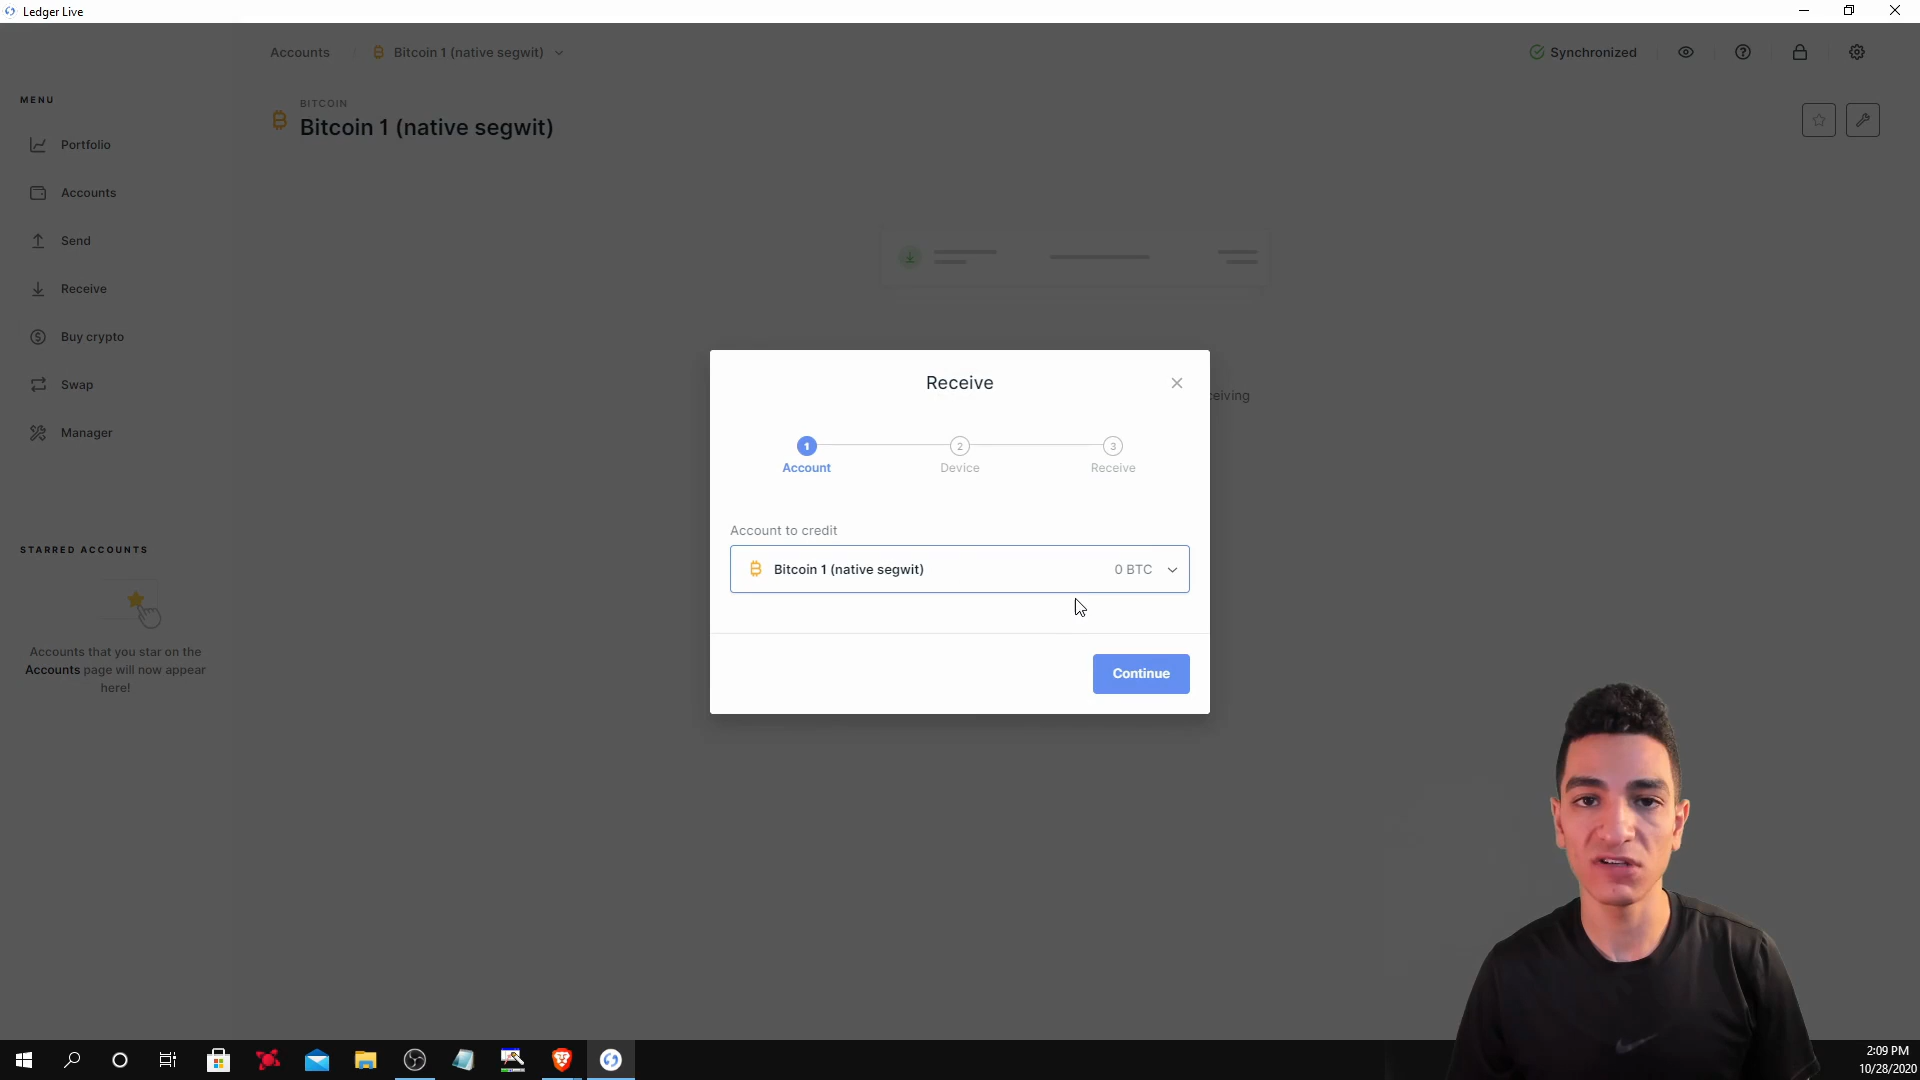 Ledger Live
Accounts
Bitcoin 1 (native segwit)
Synchronized
MENU
BITCOIN
Bitcoin 1 (native segwit)
Portfolio
Accounts
Send
Receive
Buy crypto
Swap
Manager
STARRED ACCOUNTS
Accounts that you star on the
Accounts page will now appear
here!
ceiving
Receive
1
2
3
Account
Device
Receive
Account to credit
Bitcoin 1 (native segwit)
0 BTC
Continue
2:09 PM
10/28/2020